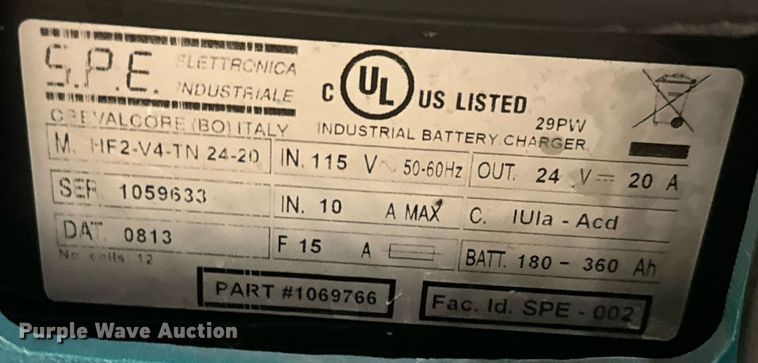 S.P.E. ELETTRONICA INDUSTRIALE
CREVALCORE (BO) ITALY
C UL US LISTED
29PW
INDUSTRIAL BATTERY CHARGER
M. HF2-V4-TN 24-20
IN. 115 V~ 50-60Hz
OUT. 24 V 20 A
SER. 1059633
IN. 10 A MAX
C. IUIa - Acd
DAT. 0813
F 15 A
BATT. 180 - 360 Ah
No cells 12
PART #1069766
Fac. Id. SPE - 002
Purple Wave Auction